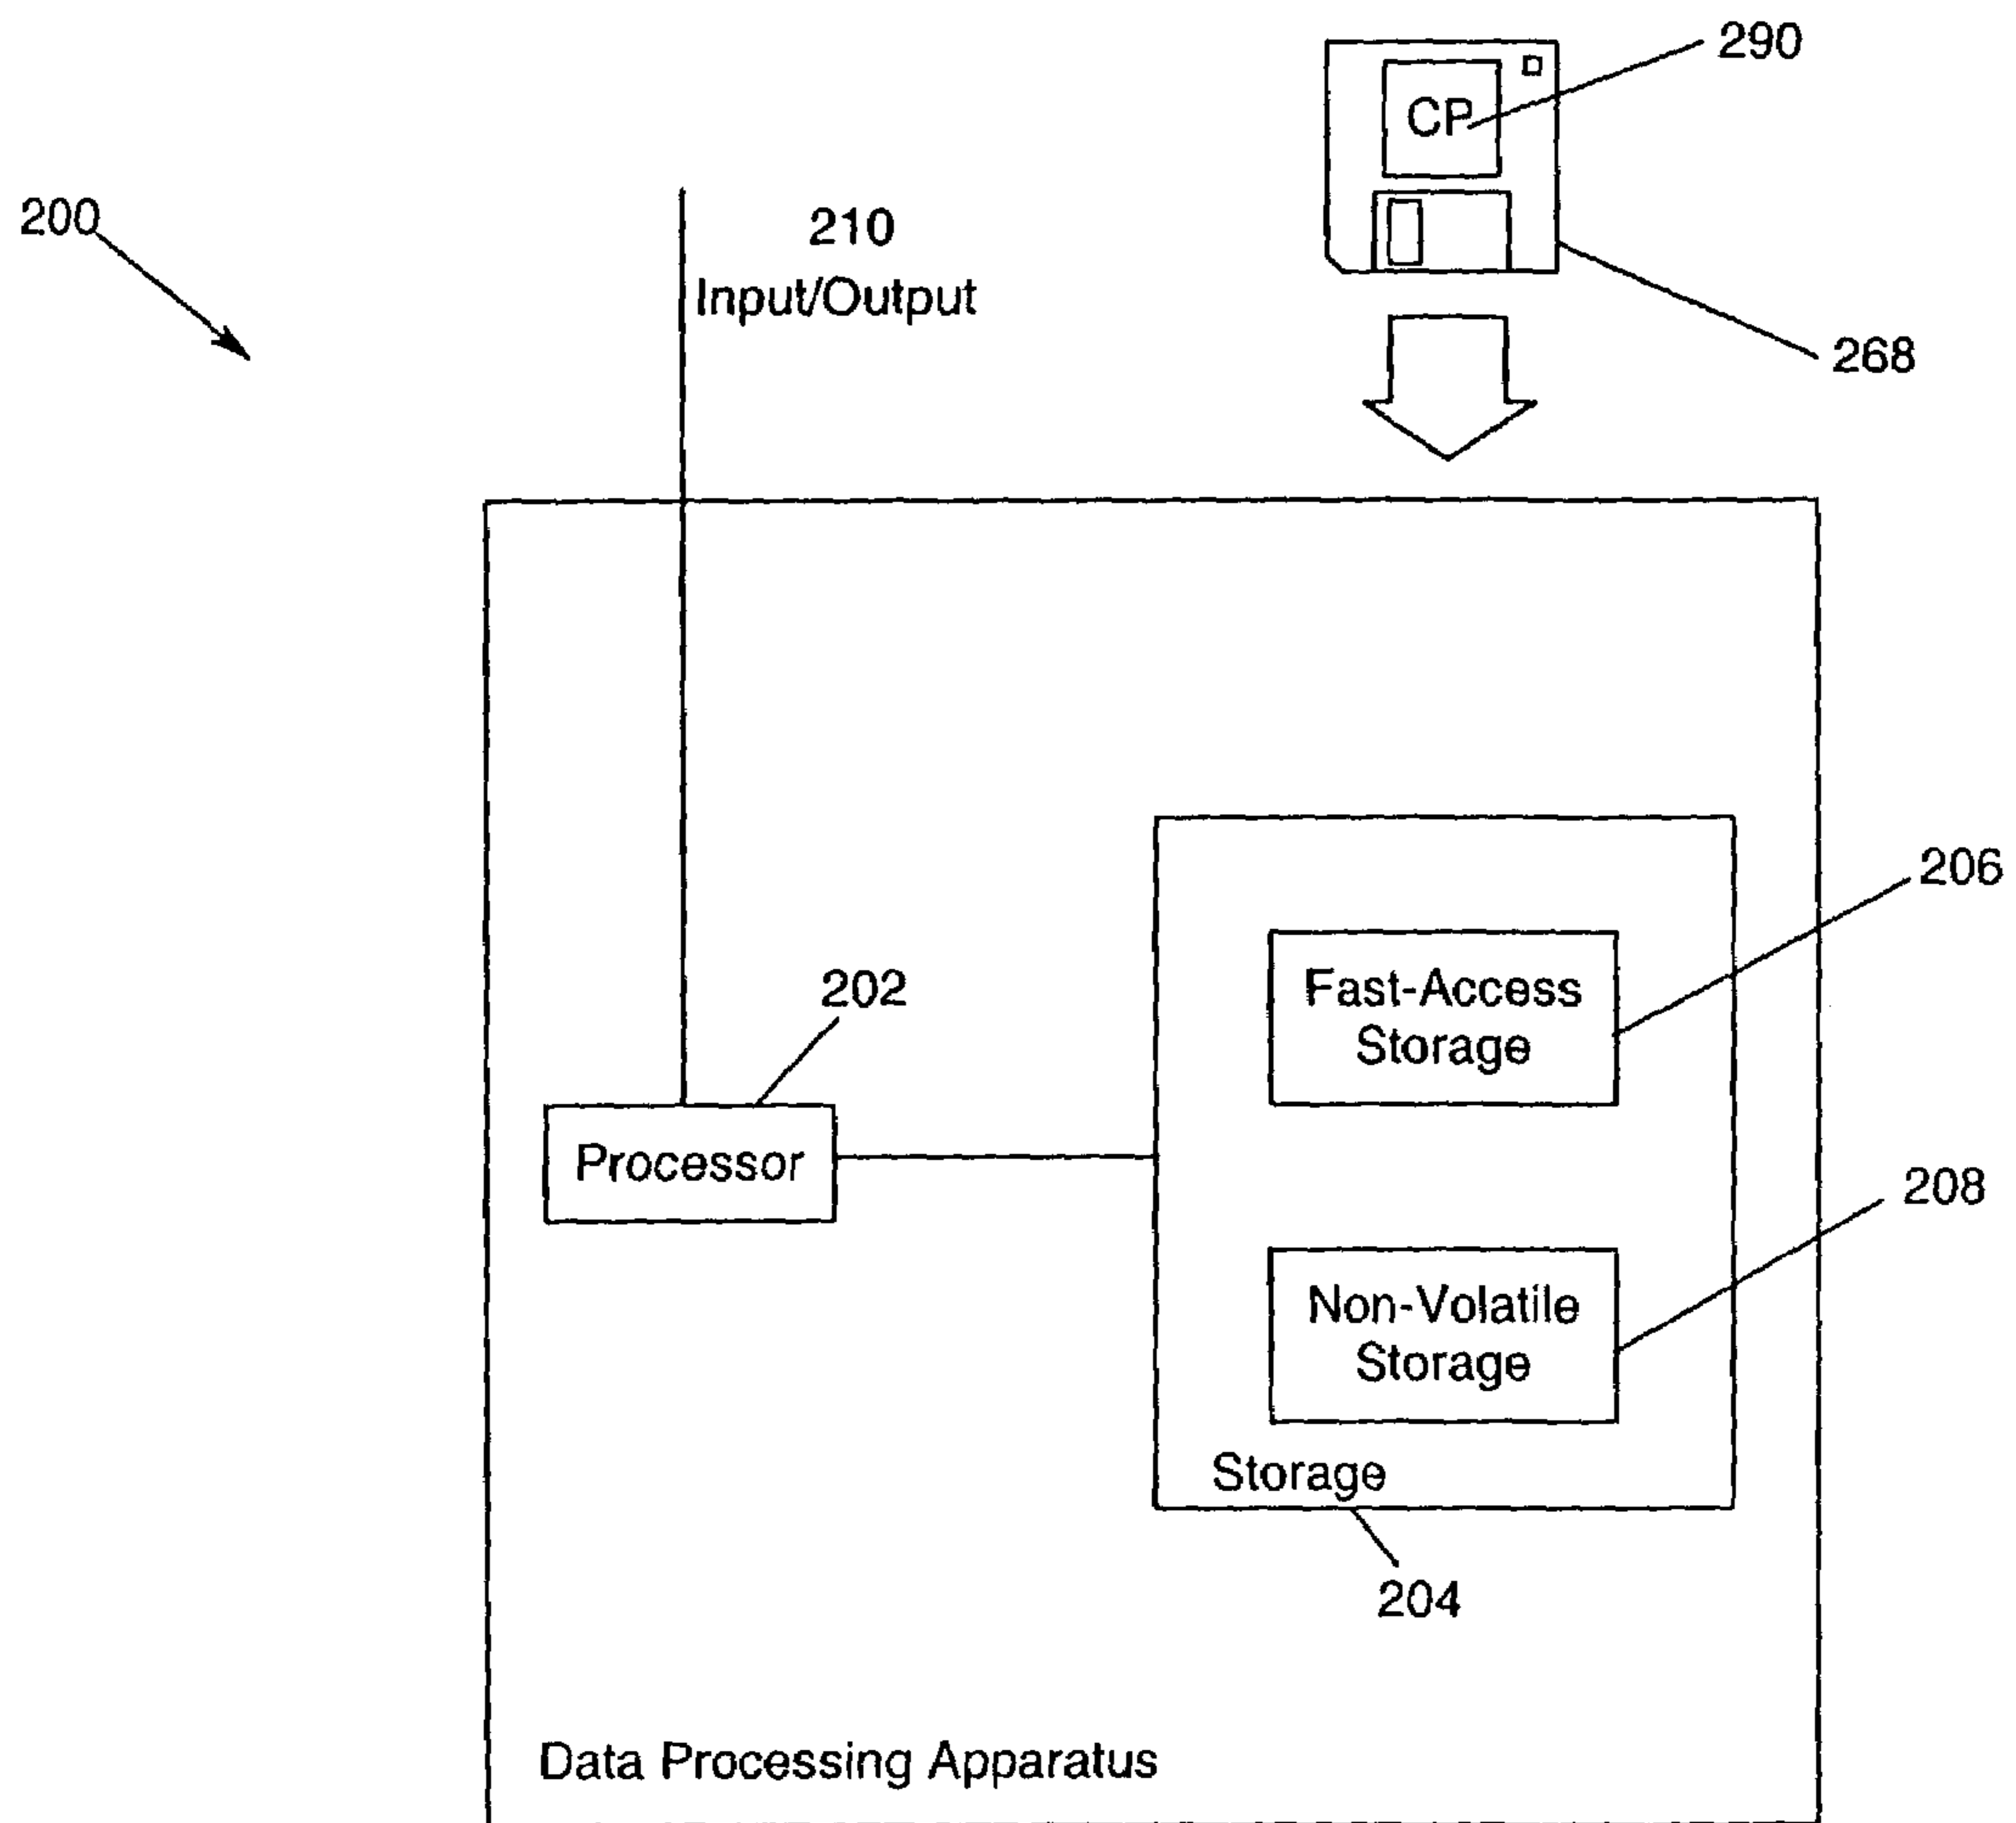 290
CP
200
210
Input/Output
268
206
Fast-Access
Storage
202
Processor
208
Non-Volatile
Storage
Storage
204
Data Processing Apparatus